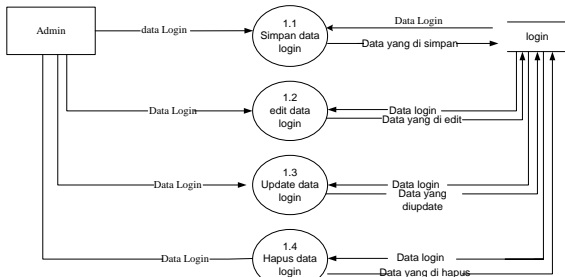 Admin
data Login
1.1
Simpan data
login
Data Login
Data yang di simpan
login
Data Login
1.2
edit data
login
Data login
Data yang di edit
Data Login
1.3
Update data
login
Data login
Data yang
diupdate
Data Login
1.4
Hapus data
login
Data login
Data yang di hapus